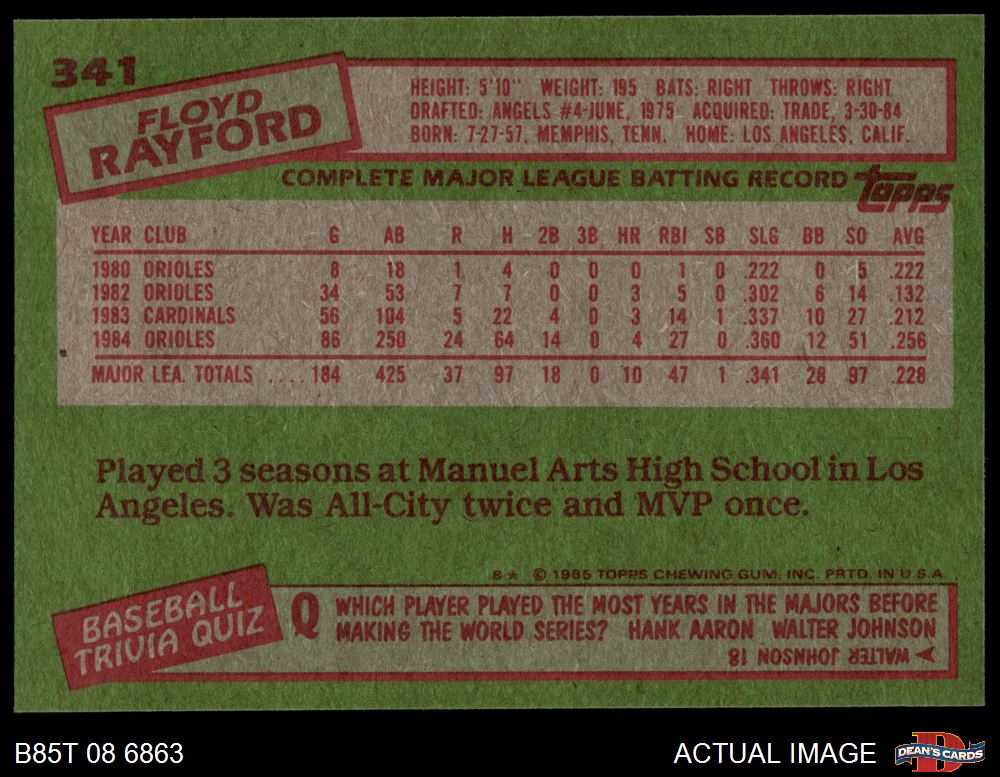 341
FLOYD
RAYFORD
HEIGHT: 5'10" WEIGHT: 195 BATS: RIGHT THROWS: RIGHT
DRAFTED: ANGELS #4-JUNE, 1975 ACQUIRED: TRADE, 3-30-84
BORN: 7-27-57, MEMPHIS, TENN. HOME: LOS ANGELES, CALIF.
COMPLETE MAJOR LEAGUE BATTING RECORD topps
YEAR CLUB G AB R H 2B 3B HR RBI SB SLG BB SO AVG
1980 ORIOLES 8 18 1 4 0 0 0 1 0 .222 0 5 .222
1982 ORIOLES 34 53 7 7 0 0 3 5 0 .302 6 14 .132
1983 CARDINALS 56 104 5 22 4 0 3 14 1 .337 10 27 .212
1984 ORIOLES 86 250 24 64 14 0 4 27 0 .360 12 51 .256
MAJOR LEA. TOTALS .... 184 425 37 97 18 0 10 47 1 .341 28 97 .228
Played 3 seasons at Manuel Arts High School in Los
Angeles. Was All-City twice and MVP once.
B* © 1985 TOPPS CHEWING GUM, INC. PRTD. IN U.S.A.
BASEBALL
TRIVIA QUIZ
Q WHICH PLAYER PLAYED THE MOST YEARS IN THE MAJORS BEFORE
MAKING THE WORLD SERIES? HANK AARON WALTER JOHNSON
A WALTER JOHNSON 18
B85T 08 6863
ACTUAL IMAGE
D
DEAN'S CARDS